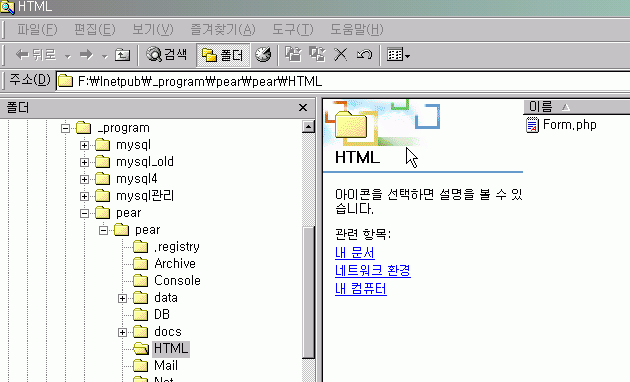 HTML
파일(F) 편집(E) 보기(V) 즐겨찾기(A) 도구(T) 도움말(H)
뒤로 검색 폴더
주소(D) F:₩Inetpub₩_program₩pear₩pear₩HTML
폴더
_program
mysql
mysql_old
mysql4
mysql관리
pear
pear
.registry
Archive
Console
data
DB
docs
HTML
Mail
Net
HTML
아이콘을 선택하면 설명을 볼 수 있
습니다.
관련 항목:
내 문서
네트워크 환경
내 컴퓨터
이름
Form.php